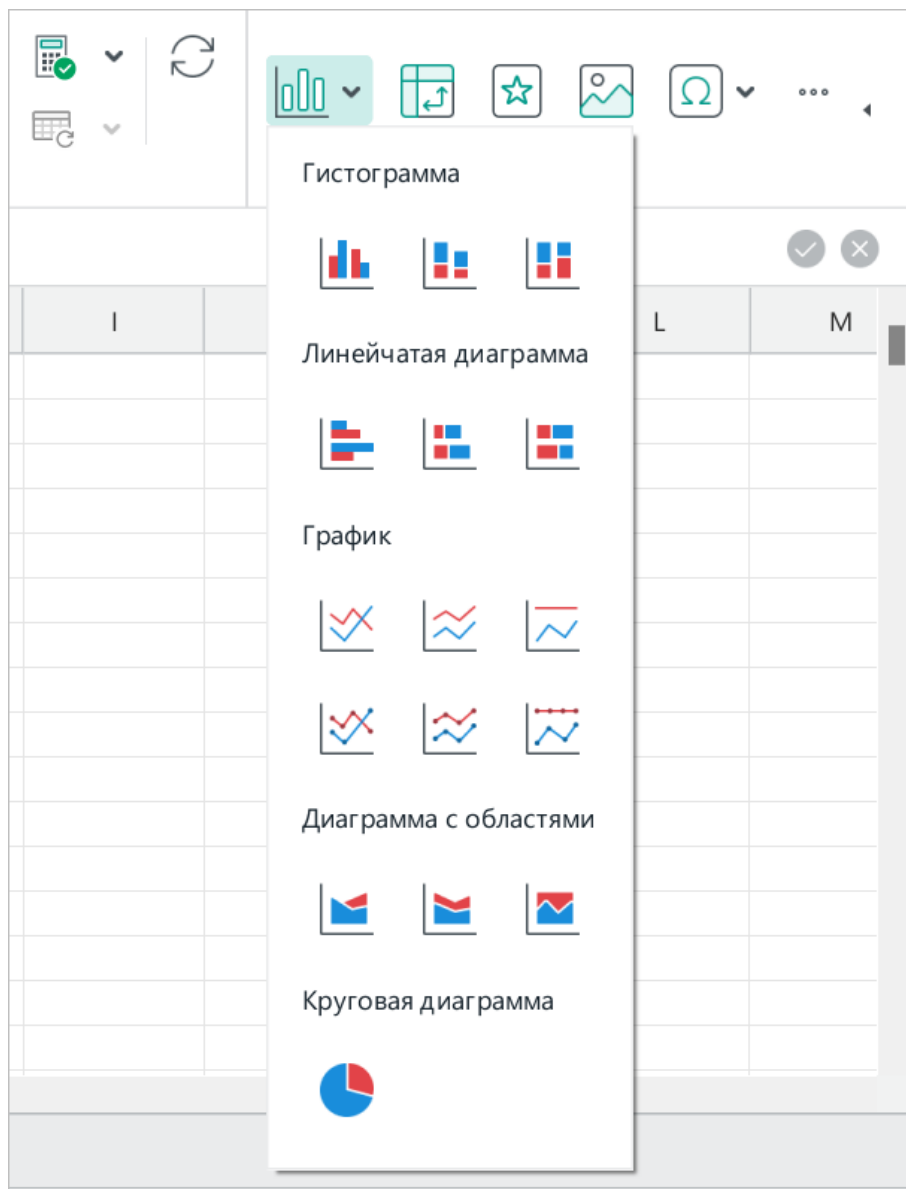 Гистограмма
I
L
M
Линейчатая диаграмма
График
Диаграмма с областями
Круговая диаграмма